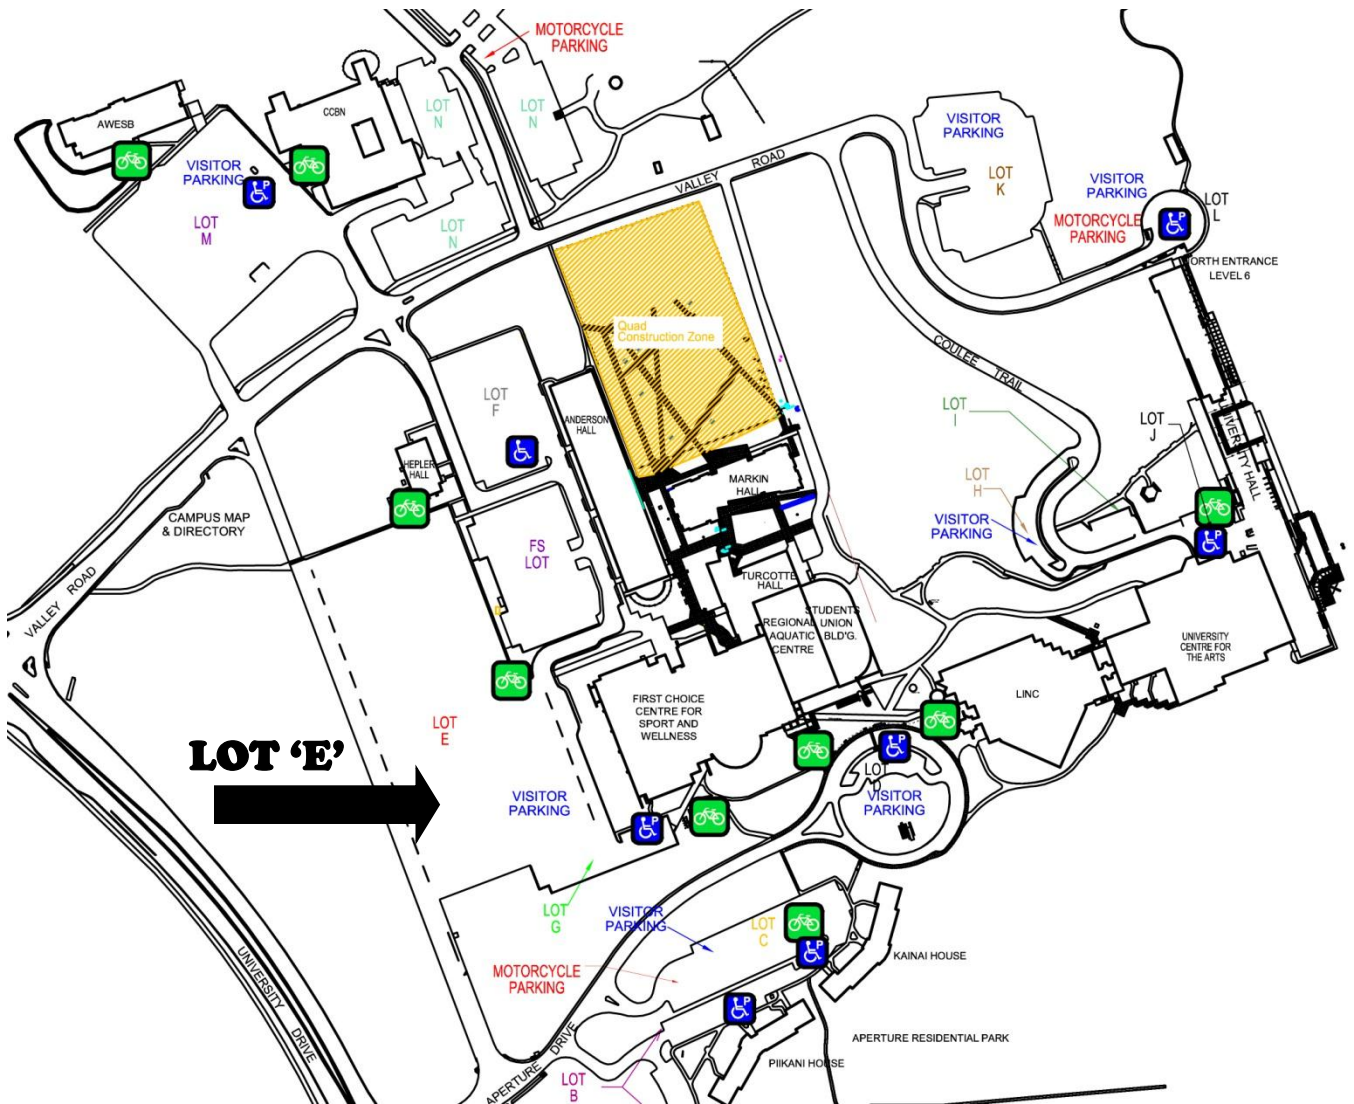 MOTORCYCLE
PARKING
AWESB
CCBN
LOT
N
LOT
N
VISITOR
PARKING
VISITOR
PARKING
LOT
M
LOT
N
VALLEY ROAD
LOT
K
VISITOR
PARKING
MOTORCYCLE
PARKING
LOT
L
NORTH ENTRANCE
LEVEL 6
Quad
Construction Zone
COULEE TRAIL
LOT
F
ANDERSON
HALL
HEPLER
HALL
MARKIN
HALL
LOT
I
LOT
J
UNIVERSITY HALL
LOT
H
VISITOR
PARKING
CAMPUS MAP
& DIRECTORY
FS
LOT
VALLEY ROAD
TURCOTTE
HALL
STUDENTS
UNION
BLD'G.
REGIONAL
AQUATIC
CENTRE
UNIVERSITY
CENTRE FOR
THE ARTS
LINC
FIRST CHOICE
CENTRE FOR
SPORT AND
WELLNESS
LOT
E
LOT ‘E’
VISITOR
PARKING
LOT
D
VISITOR
PARKING
P
LOT
G
VISITOR
PARKING
LOT
C
MOTORCYCLE
PARKING
KAINAI HOUSE
UNIVERSITY DRIVE
APERTURE DRIVE
APERTURE RESIDENTIAL PARK
PIIKANI HOUSE
LOT
B